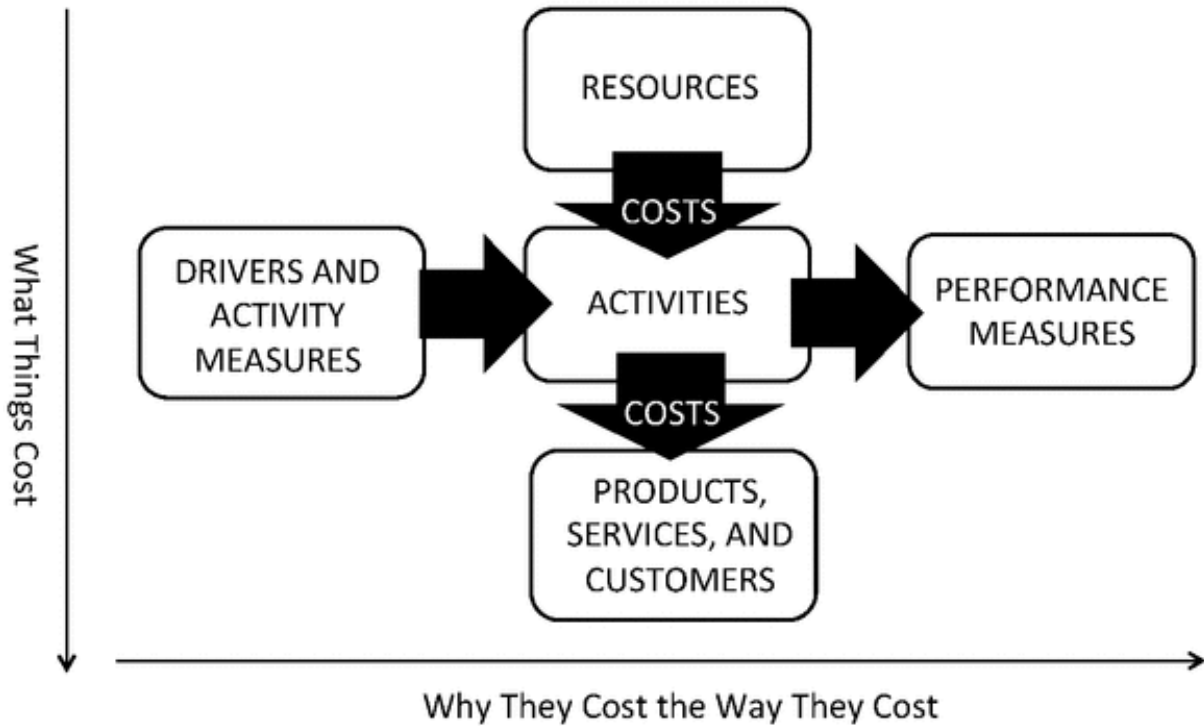 RESOURCES
COSTS
What Things Cost
DRIVERS AND
ACTIVITY
MEASURES
ACTIVITIES
PERFORMANCE
MEASURES
COSTS
PRODUCTS,
SERVICES, AND
CUSTOMERS
Why They Cost the Way They Cost